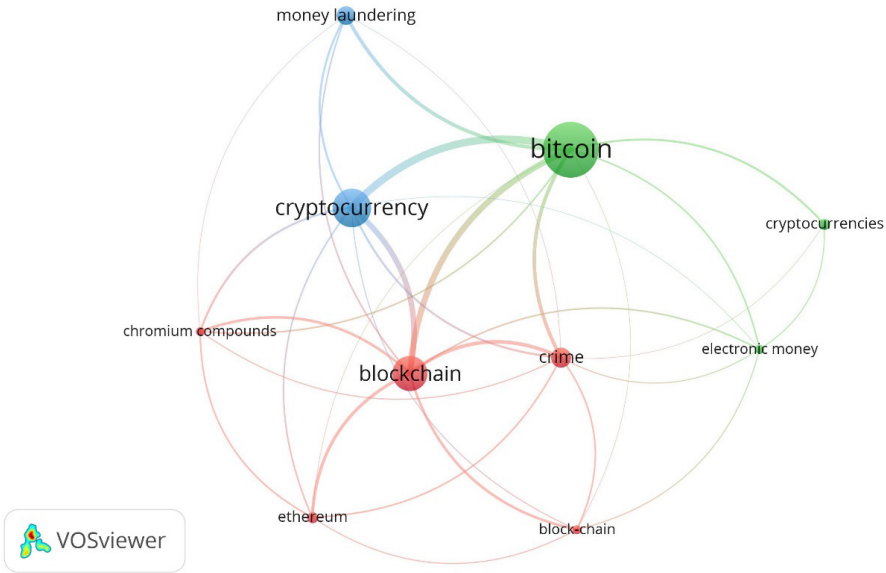 money laundering
bitcoin
cryptocurrency
cryptocurrencies
chromium compounds
electronic money
crime
blockchain
ethereum
block-chain
VOSviewer